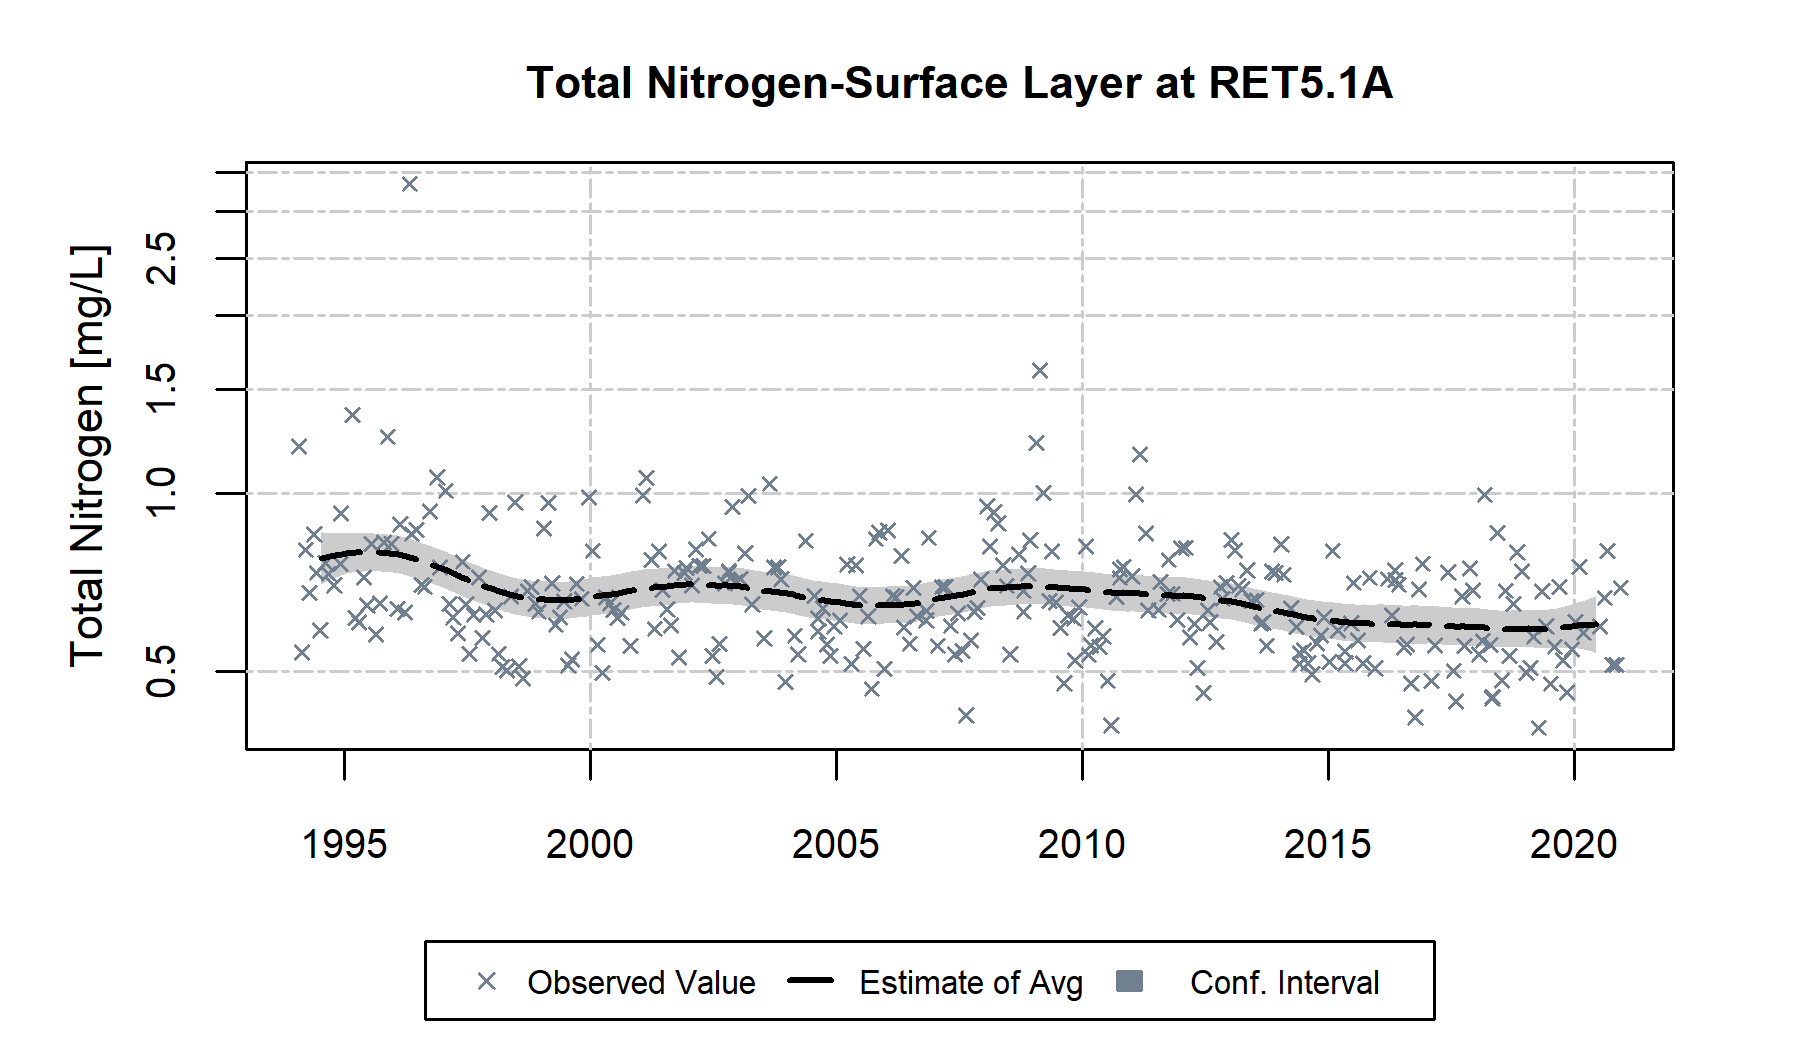 Total Nitrogen-Surface Layer at RET5.1A
Total Nitrogen [mg/L]
2.5
1.5
1.0
0.5
1995 2000 2005 2010 2015 2020
Observed Value Estimate of Avg Conf. Interval